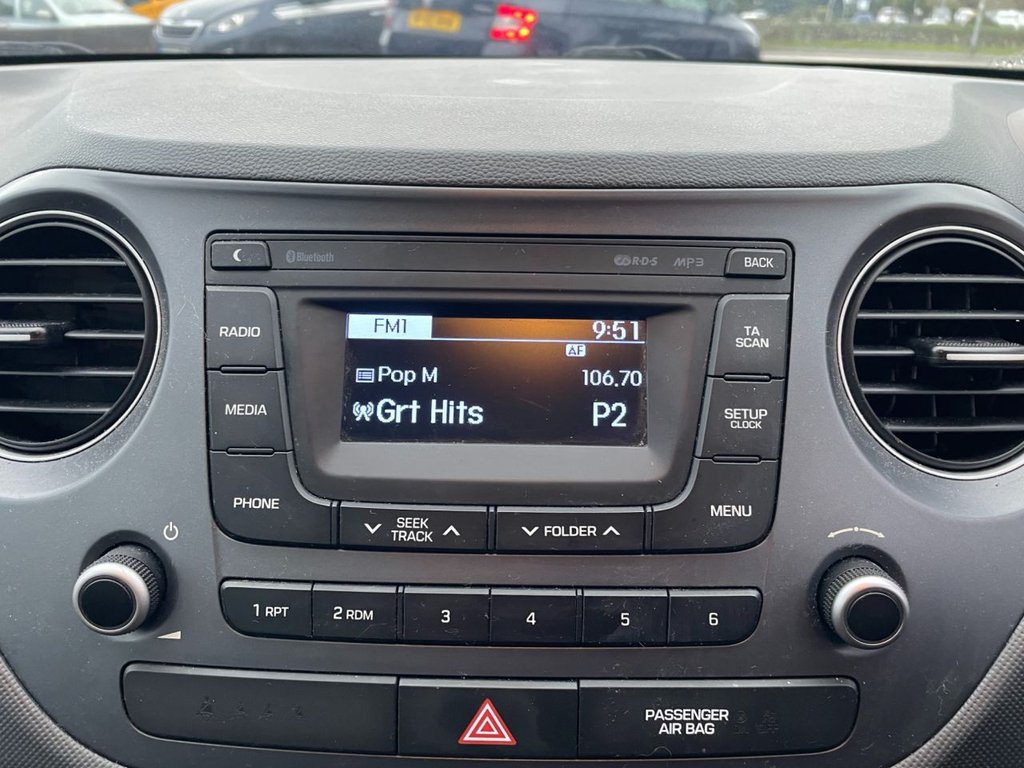 Bluetooth
R·D·S
MP3
BACK
RADIO
FM1
9:51
TA
SCAN
AF
Pop M
106.70
MEDIA
Grt Hits
P2
SETUP
CLOCK
PHONE
SEEK
TRACK
FOLDER
MENU
1 RPT
2 RDM
3
4
5
6
PASSENGER
AIR BAG